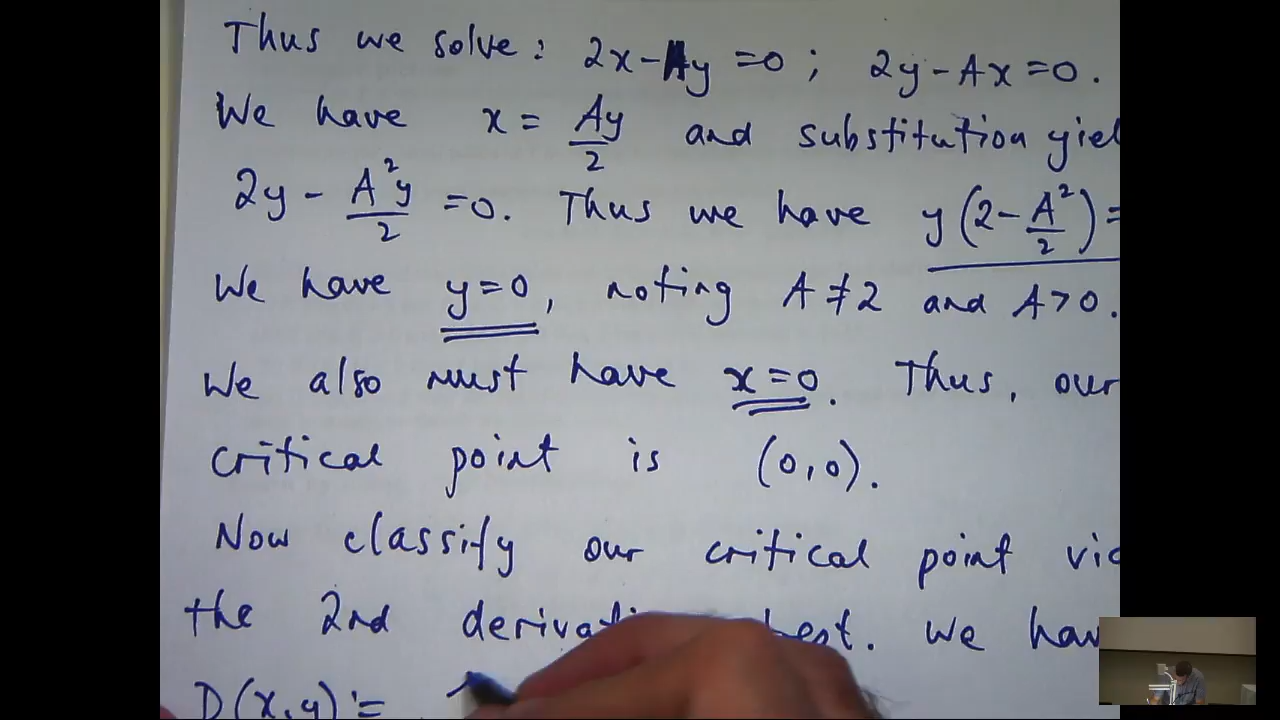 Thus we solve: 2x-Ay =0 ; 2y-Ax=0.
We have x = Ay/2 and substitution yiel
2y - A²y/2 =0. Thus we have y(2-A²/2)=
We have y=0, noting A≠2 and A>0.
We also must have x=0. Thus, our
critical point is (0,0).
Now classify our critical point vic
the 2nd derivati test. We hav
D(x,y) =